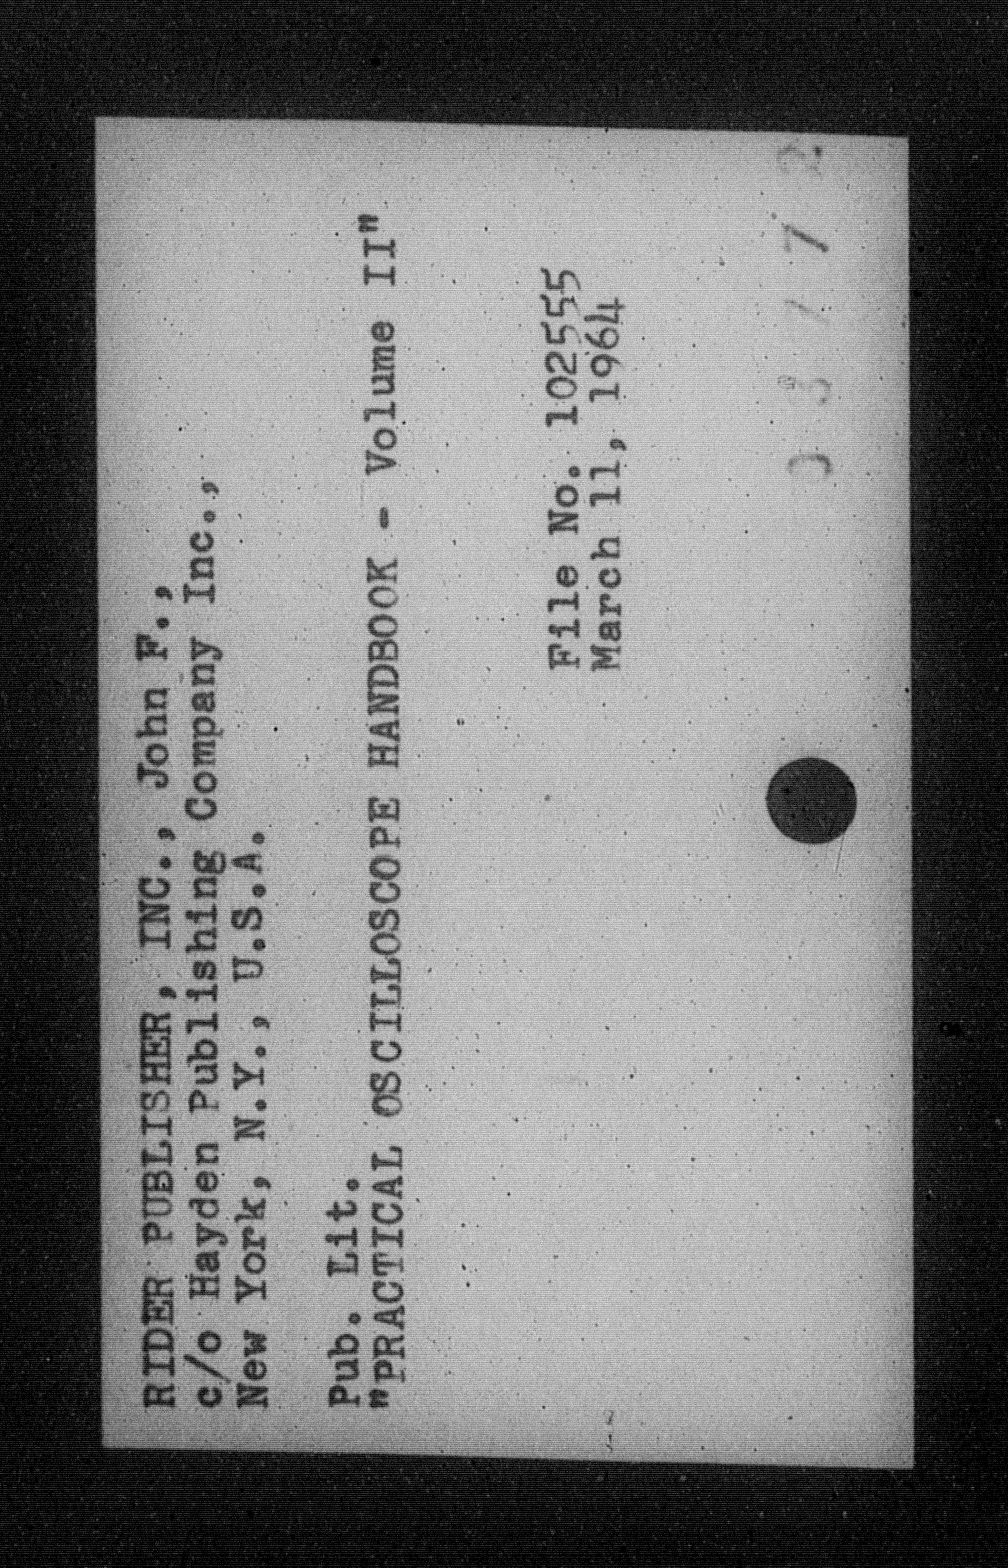 RIDER PUBLISHER, INC., John F.,
c/o Hayden Publishing Company Inc.,
New York, N.Y., U.S.A.
Pub. Lit.
"PRACTICAL OSCILLOSCOPE HANDBOOK - Volume II"
File No. 102555
March 11, 1964